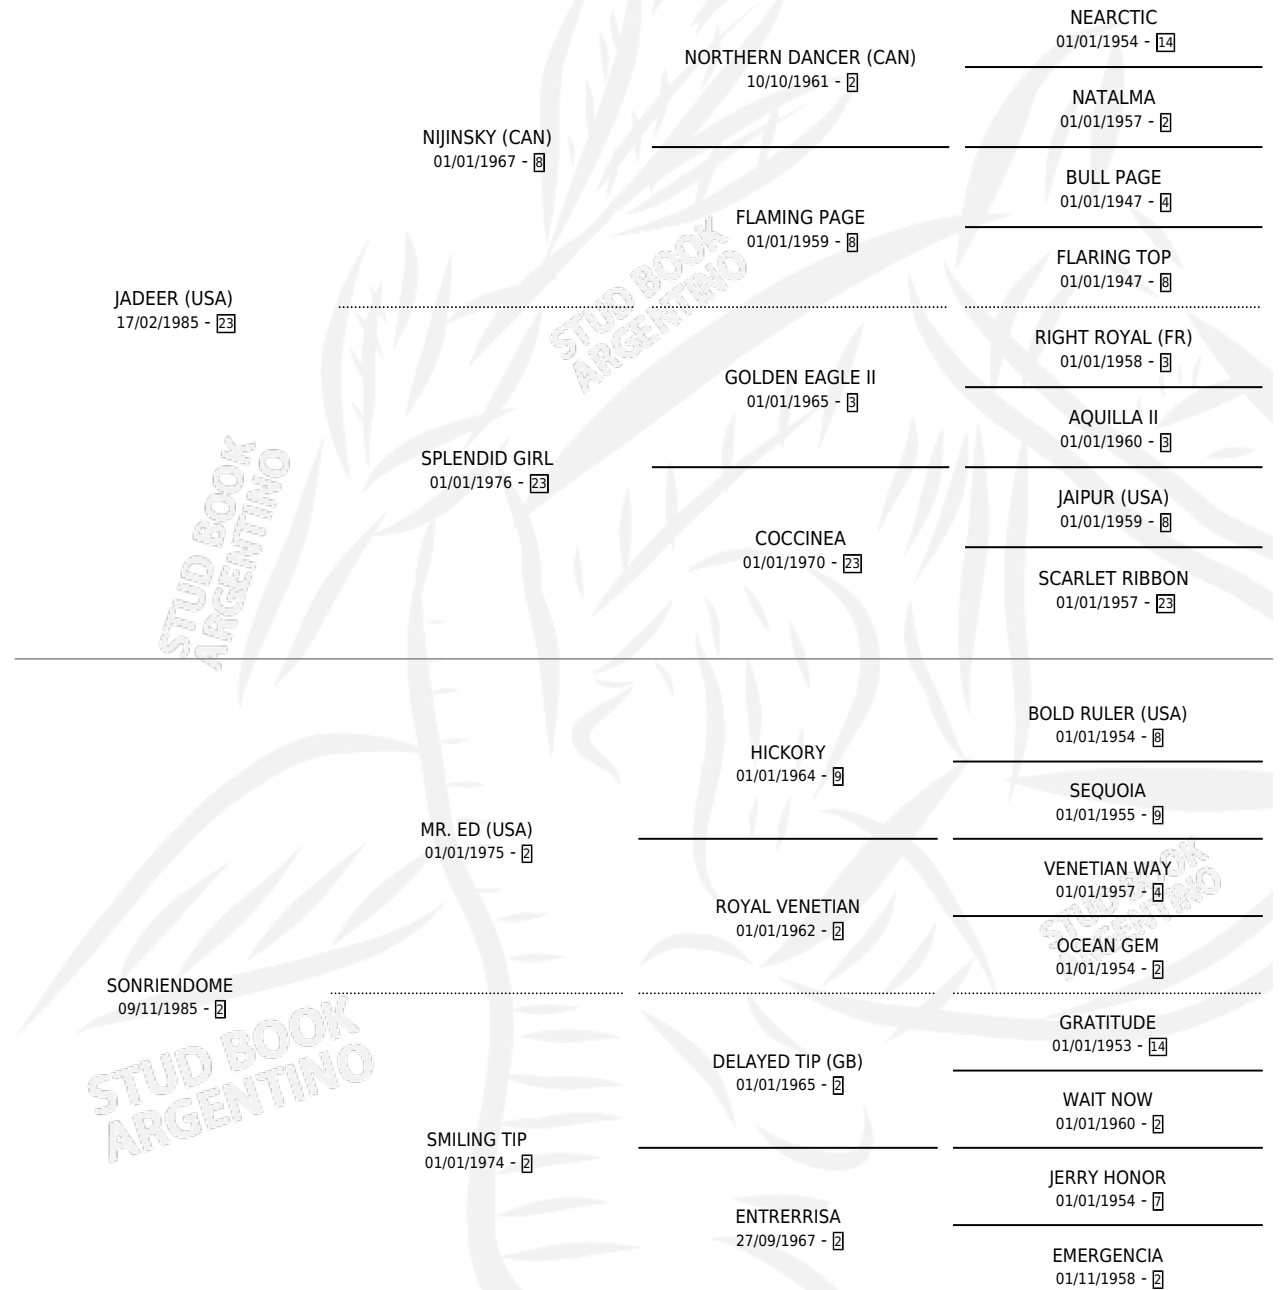 NEARCTIC
01/01/1954 - 14
NORTHERN DANCER (CAN)
10/10/1961 - 2
NATALMA
01/01/1957 - 2
NIJINSKY (CAN)
01/01/1967 - 8
BULL PAGE
01/01/1947 - 4
FLAMING PAGE
01/01/1959 - 8
FLARING TOP
01/01/1947 - 8
JADEER (USA)
17/02/1985 - 23
RIGHT ROYAL (FR)
01/01/1958 - 3
GOLDEN EAGLE II
01/01/1965 - 3
AQUILLA II
01/01/1960 - 3
SPLENDID GIRL
01/01/1976 - 23
JAIPUR (USA)
01/01/1959 - 8
COCCINEA
01/01/1970 - 23
SCARLET RIBBON
01/01/1957 - 23
STUD BOOK
ARGENTINO
STUD BOOK
ARGENTINO
BOLD RULER (USA)
01/01/1954 - 8
HICKORY
01/01/1964 - 9
SEQUOIA
01/01/1955 - 9
MR. ED (USA)
01/01/1975 - 2
VENETIAN WAY
01/01/1957 - 4
ROYAL VENETIAN
01/01/1962 - 2
OCEAN GEM
01/01/1954 - 2
SONRIENDOME
09/11/1985 - 2
GRATITUDE
01/01/1953 - 14
DELAYED TIP (GB)
01/01/1965 - 2
WAIT NOW
01/01/1960 - 2
SMILING TIP
01/01/1974 - 2
JERRY HONOR
01/01/1954 - 7
ENTRERRISA
27/09/1967 - 2
EMERGENCIA
01/11/1958 - 2
STUD BOOK
ARGENTINO
STUD BOOK
ARGENTINO